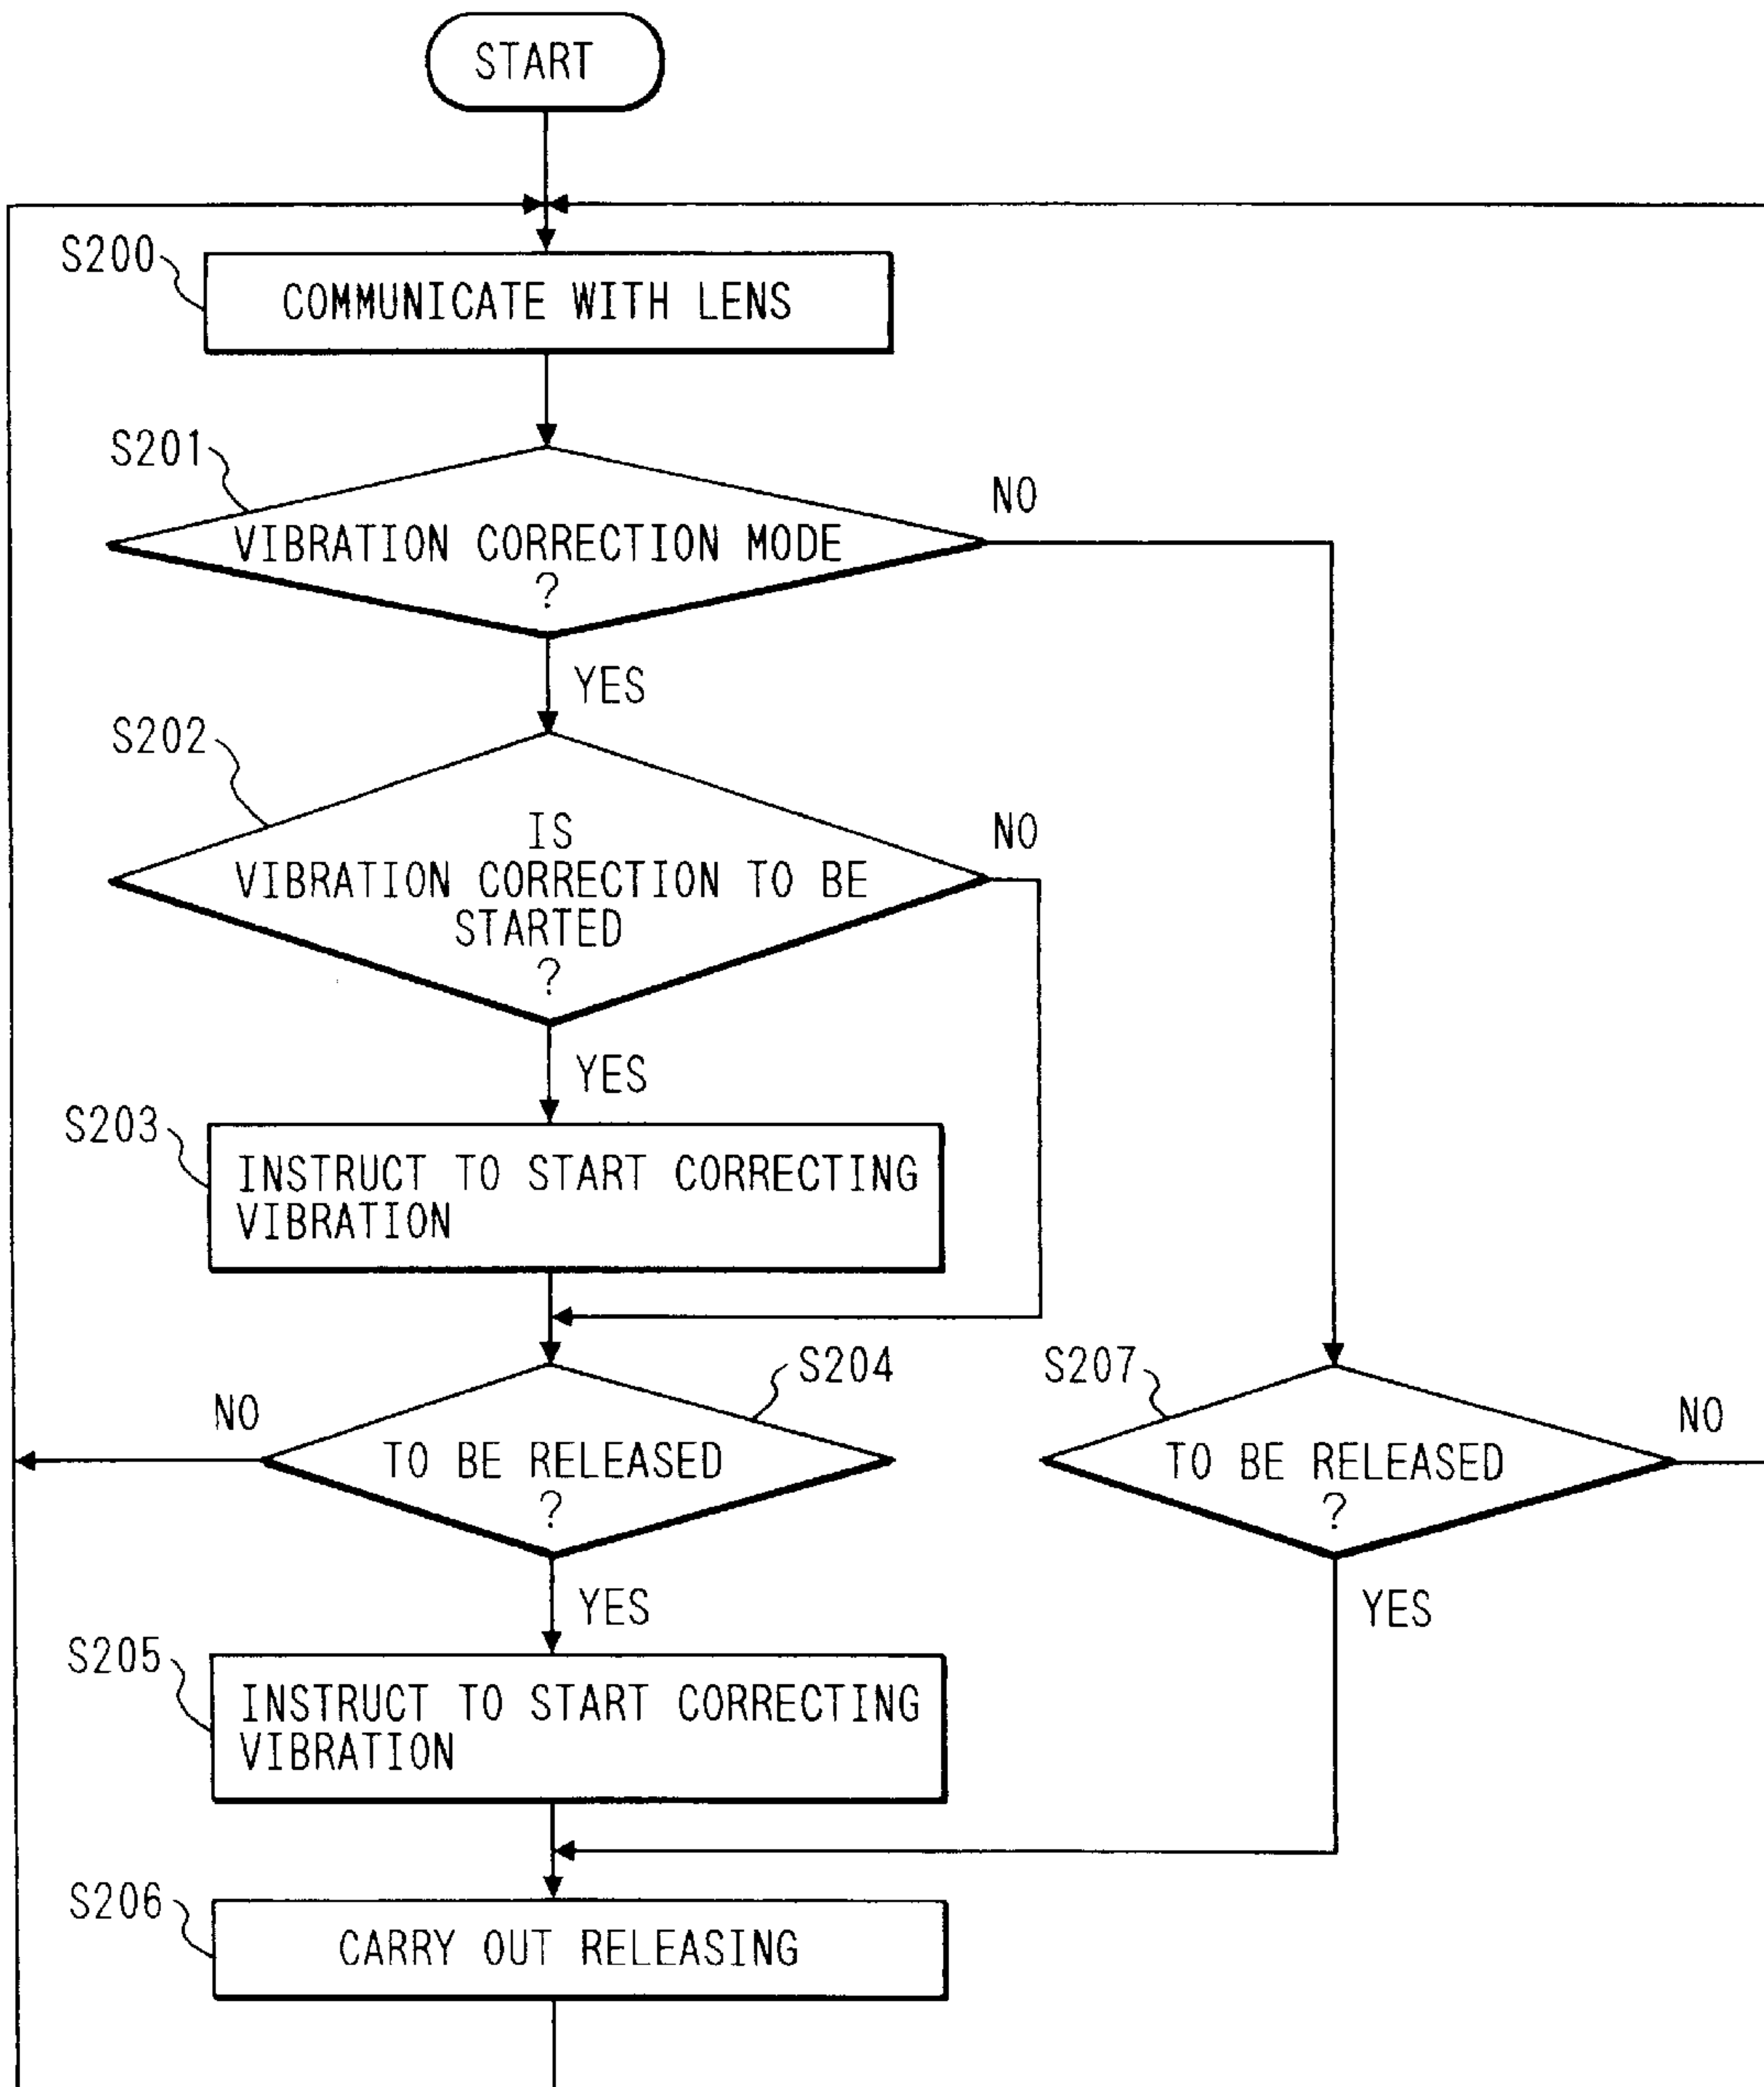 START
S200
COMMUNICATE WITH LENS
S201
NO
VIBRATION CORRECTION MODE
?
YES
S202
IS
NO
VIBRATION CORRECTION TO BE
STARTED
?
YES
S203
INSTRUCT TO START CORRECTING
VIBRATION
S204
S207
NO
TO BE RELEASED
?
NO
TO BE RELEASED
?
YES
YES
S205
INSTRUCT TO START CORRECTING
VIBRATION
S206
CARRY OUT RELEASING